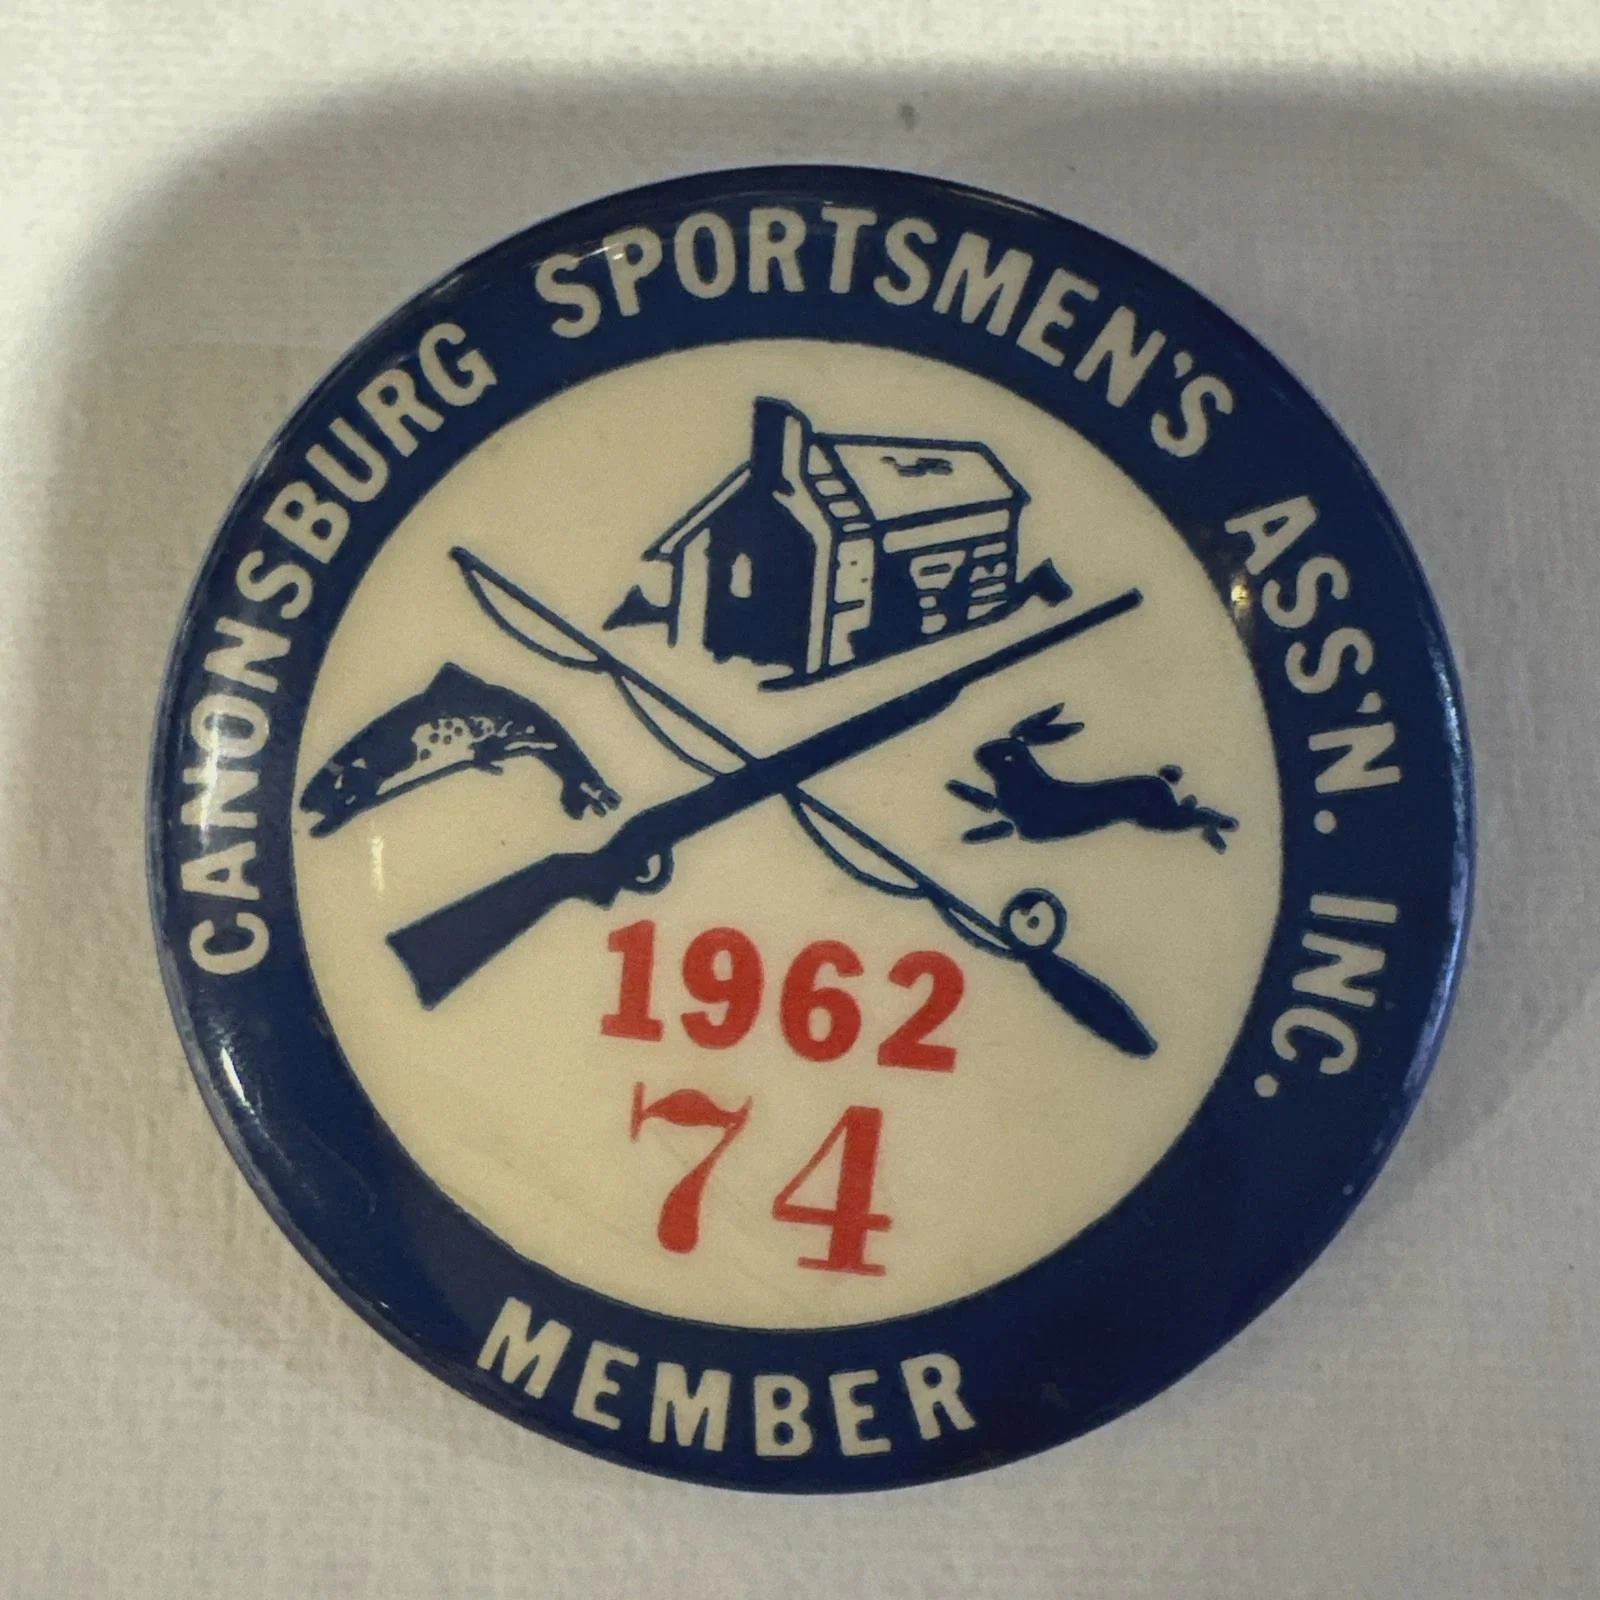 CANONSBURG SPORTSMEN'S ASS'N. INC.
1962
74
MEMBER